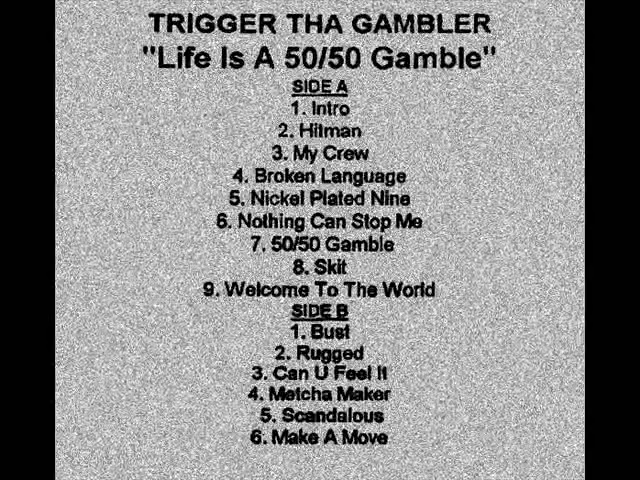 TRIGGER THA GAMBLER
"Life Is A 50/50 Gamble"
SIDE A
1. Intro
2. Hitman
3. My Crew
4. Broken Language
5. Nickel Plated Nine
6. Nothing Can Stop Me
7. 50/50 Gamble
8. Skit
9. Welcome To The World
SIDE B
1. Bust
2. Rugged
3. Can U Feel It
4. Metcha Maker
5. Scandalous
6. Make A Move